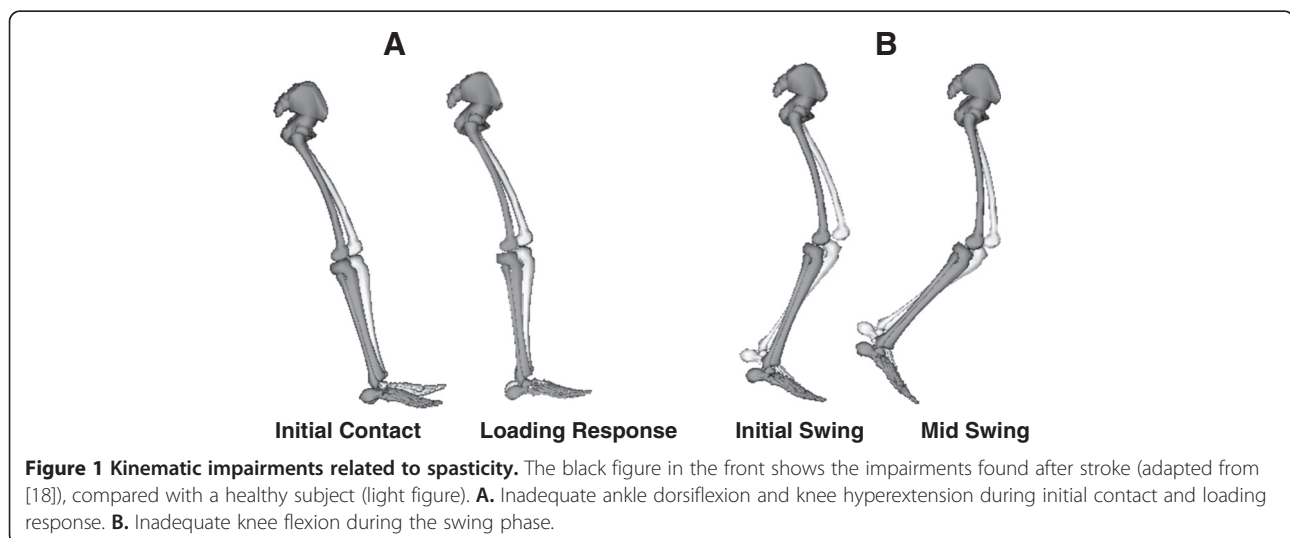 A B
Initial Contact Loading Response Initial Swing Mid Swing
Figure 1 Kinematic impairments related to spasticity. The black figure in the front shows the impairments found after stroke (adapted from
[18]), compared with a healthy subject (light figure). A. Inadequate ankle dorsiflexion and knee hyperextension during initial contact and loading
response. B. Inadequate knee flexion during the swing phase.